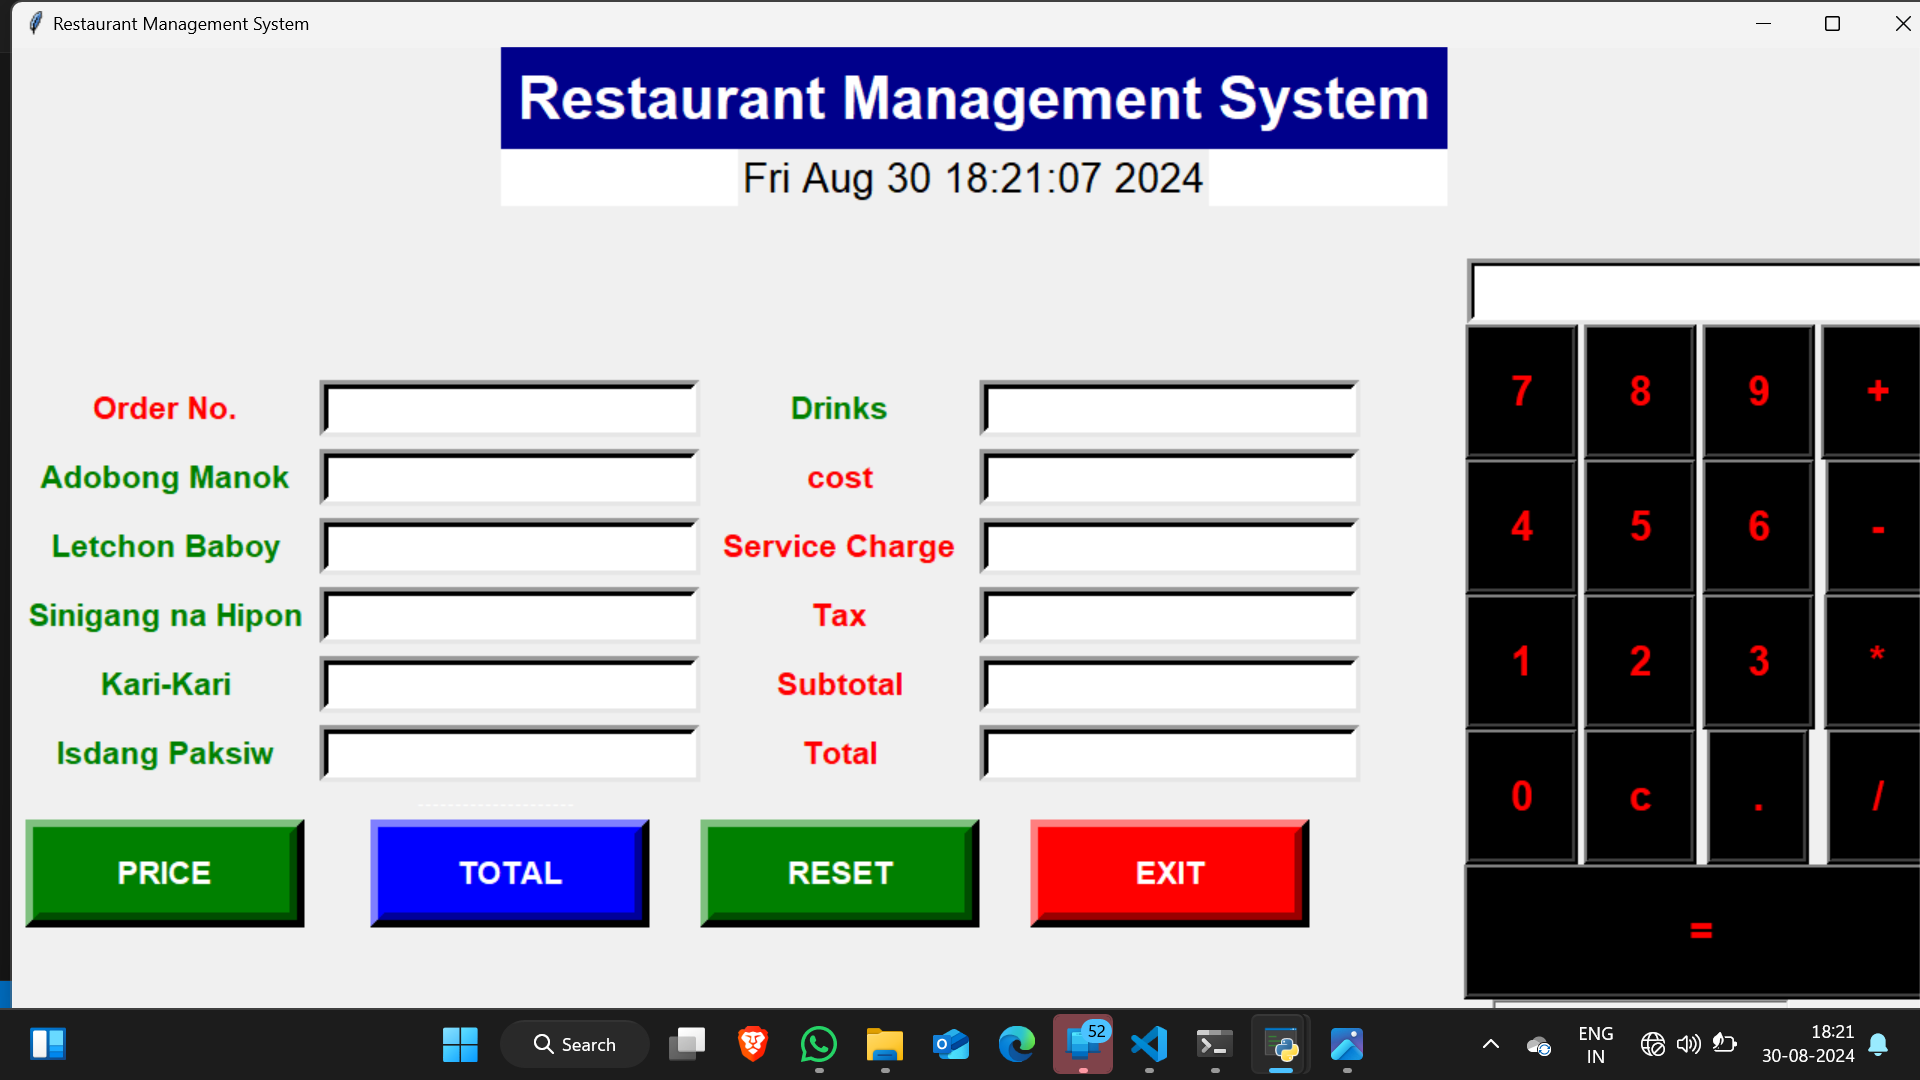 Restaurant Management System
Restaurant Management System
Fri Aug 30 18:21:07 2024
Order No.
Drinks
Adobong Manok
cost
Letchon Baboy
Service Charge
Sinigang na Hipon
Tax
Kari-Kari
Subtotal
Isdang Paksiw
Total
PRICE
TOTAL
RESET
EXIT
7 8 9 +
4 5 6 -
1 2 3 *
0 c . /
=
Search
52
ENG
IN
18:21
30-08-2024